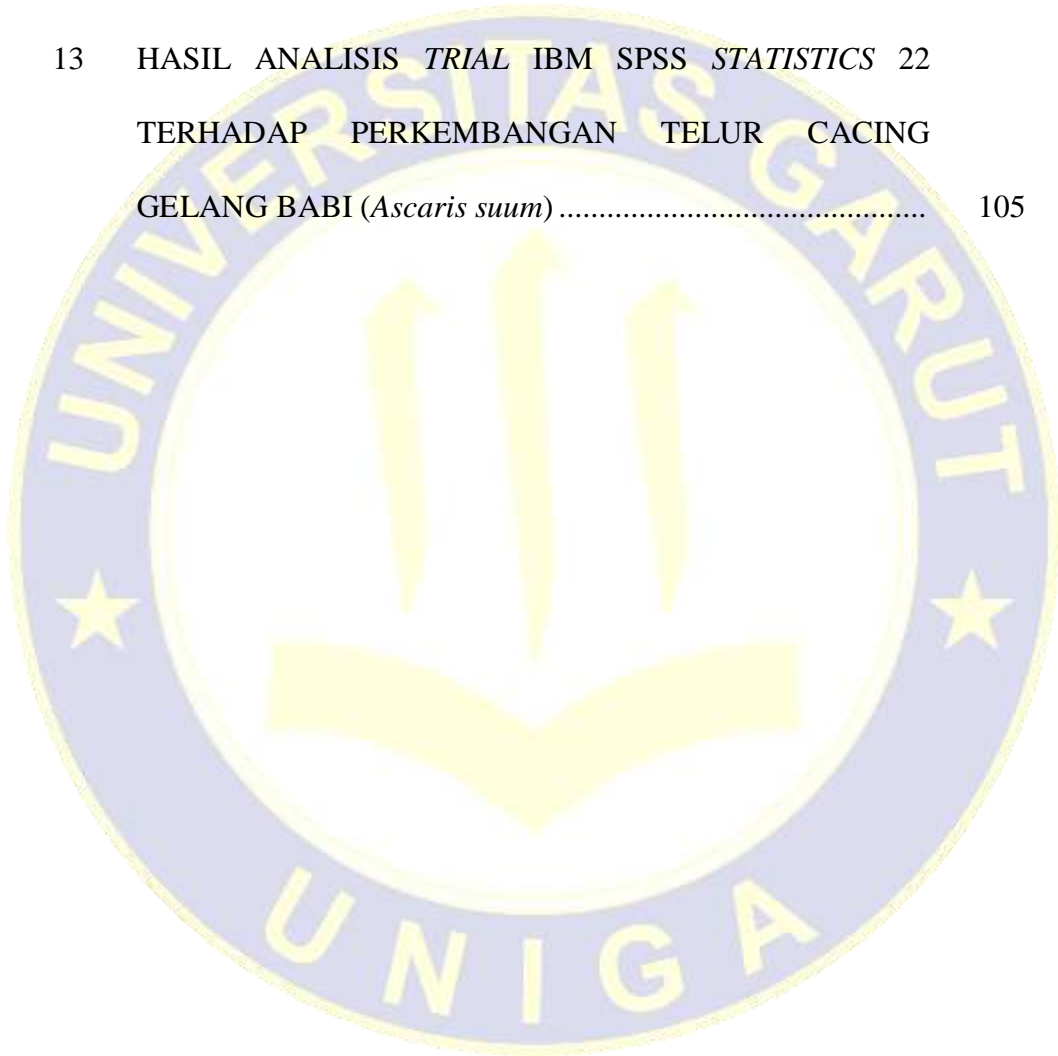 13 HASIL ANALISIS TRIAL IBM SPSS STATISTICS 22
TERHADAP PERKEMBANGAN TELUR CACING
GELANG BABI (Ascaris suum) .............................................. 105
UNIVERSITAS GARUT
UNIGA